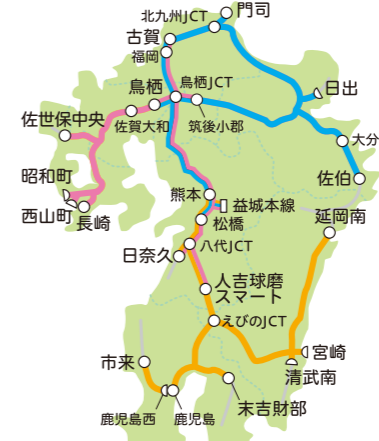 門司
北九州JCT
古賀
福岡
鳥栖
鳥栖JCT
日出
佐世保中央
佐賀大和
筑後小郡
大分
昭和町
熊本
佐伯
西山町
長崎
益城本線
松橋
延岡南
日奈久
八代JCT
人吉球磨
スマート
えびのJCT
市来
宮崎
清武南
鹿児島西
鹿児島
末吉財部